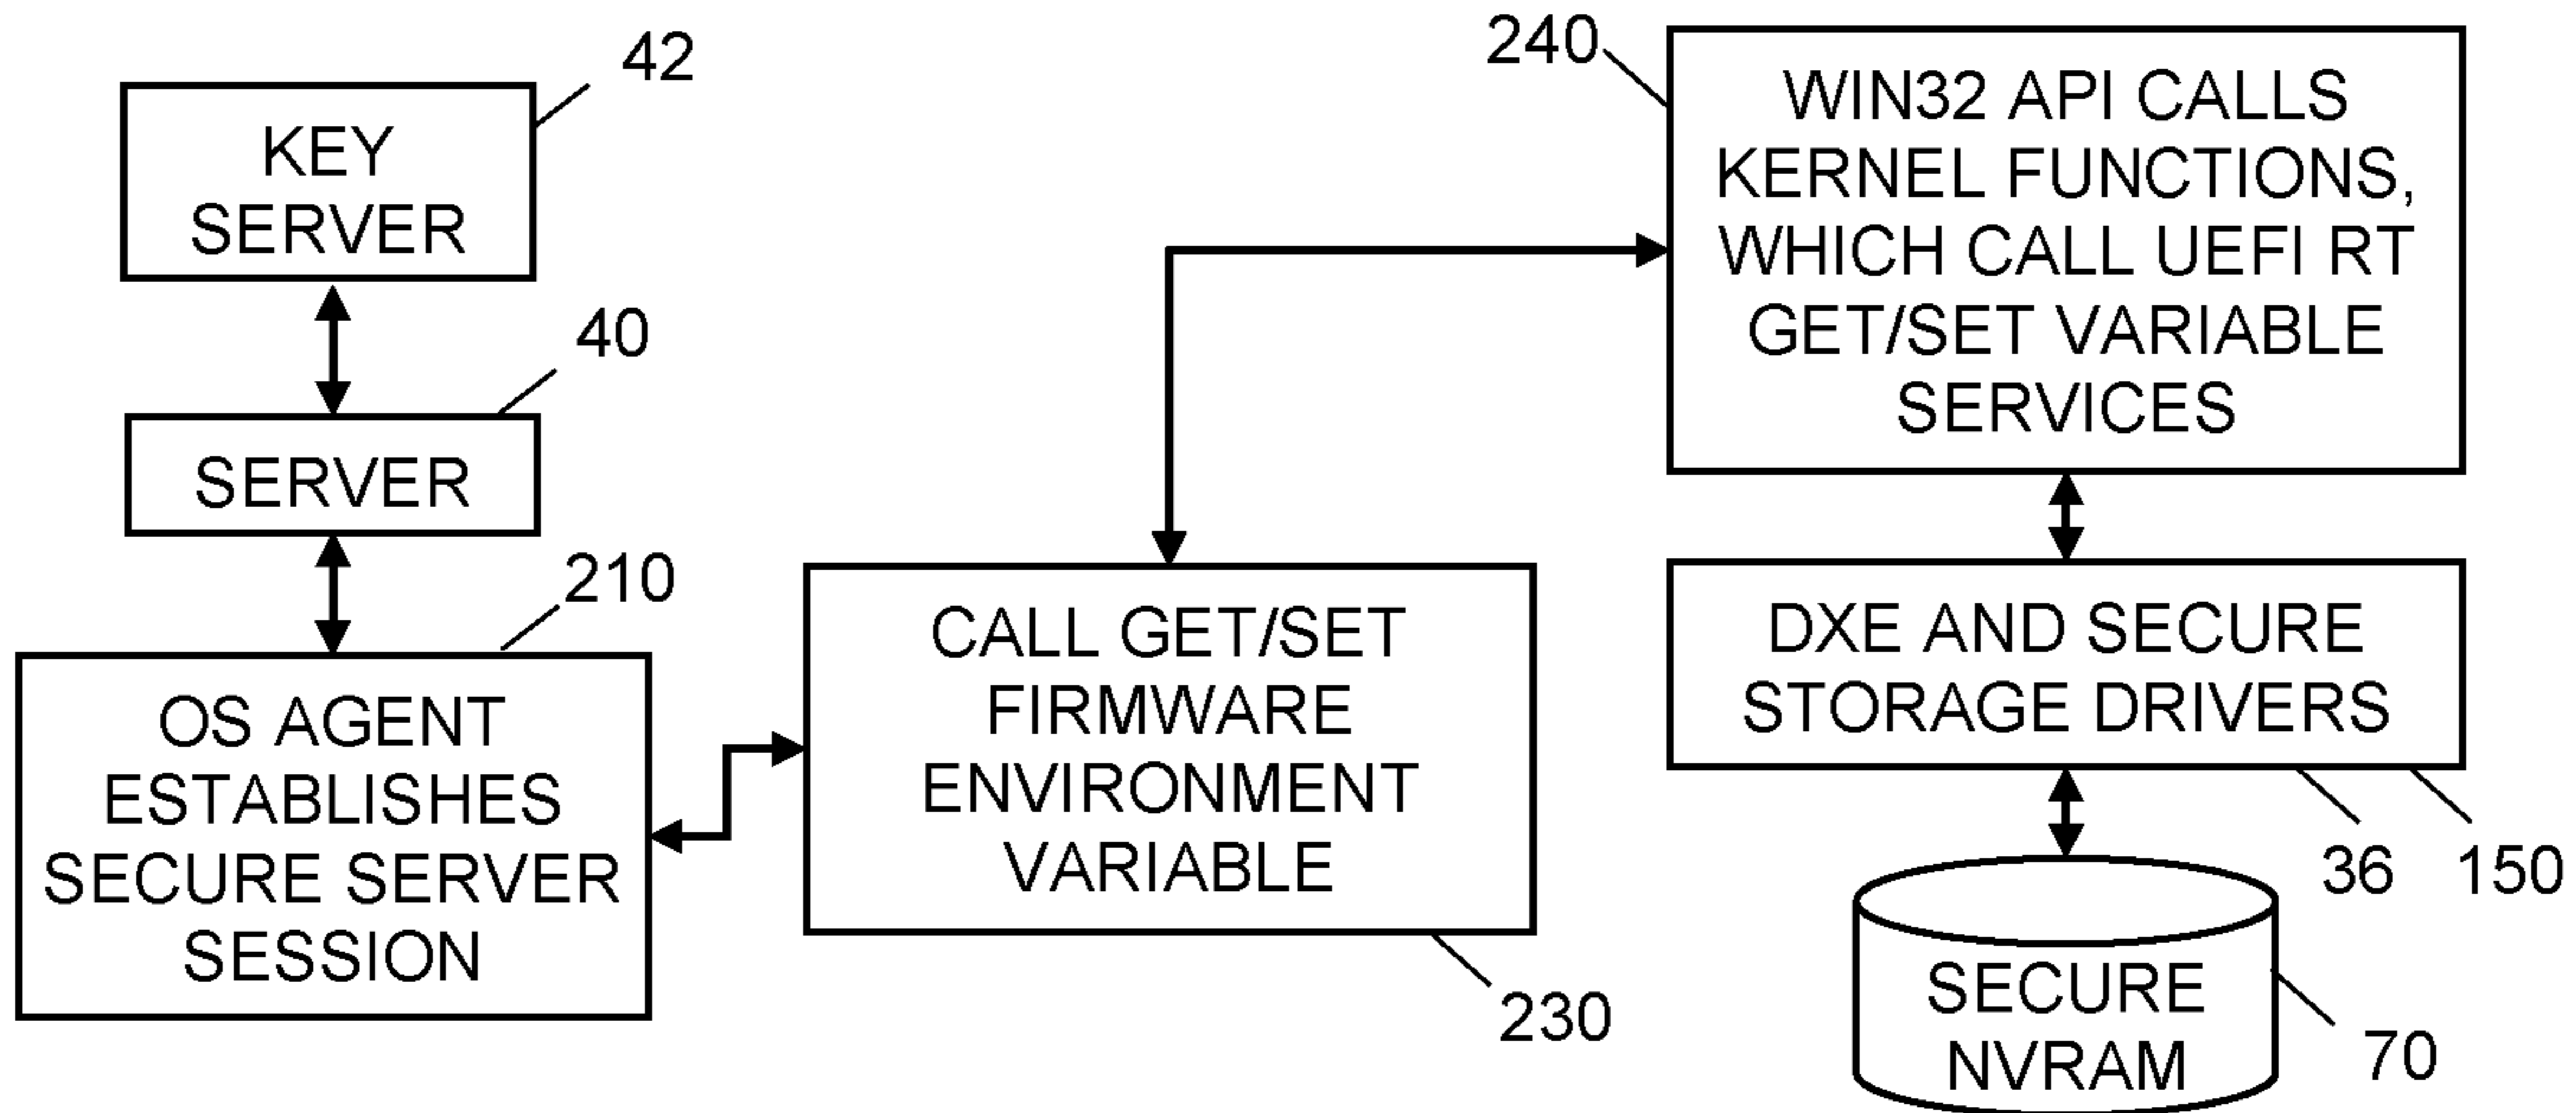 42
KEY
SERVER
40
SERVER
210
OS AGENT
ESTABLISHES
SECURE SERVER
SESSION
CALL GET/SET
FIRMWARE
ENVIRONMENT
VARIABLE
230
240
WIN32 API CALLS
KERNEL FUNCTIONS,
WHICH CALL UEFI RT
GET/SET VARIABLE
SERVICES
DXE AND SECURE
STORAGE DRIVERS
36 150
SECURE
NVRAM
70